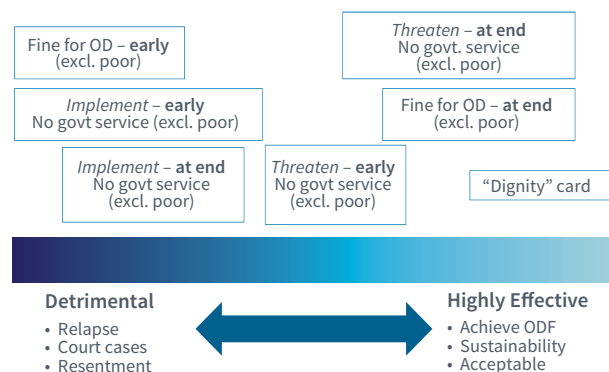 Fine for OD – early
(excl. poor)
Threaten – at end
No govt. service
(excl. poor)
Implement – early
No govt service (excl. poor)
Fine for OD – at end
(excl. poor)
Implement – at end
No govt service
(excl. poor)
Threaten – early
No govt service
(excl. poor)
“Dignity” card
Detrimental
• Relapse
• Court cases
• Resentment
Highly Effective
• Achieve ODF
• Sustainability
• Acceptable